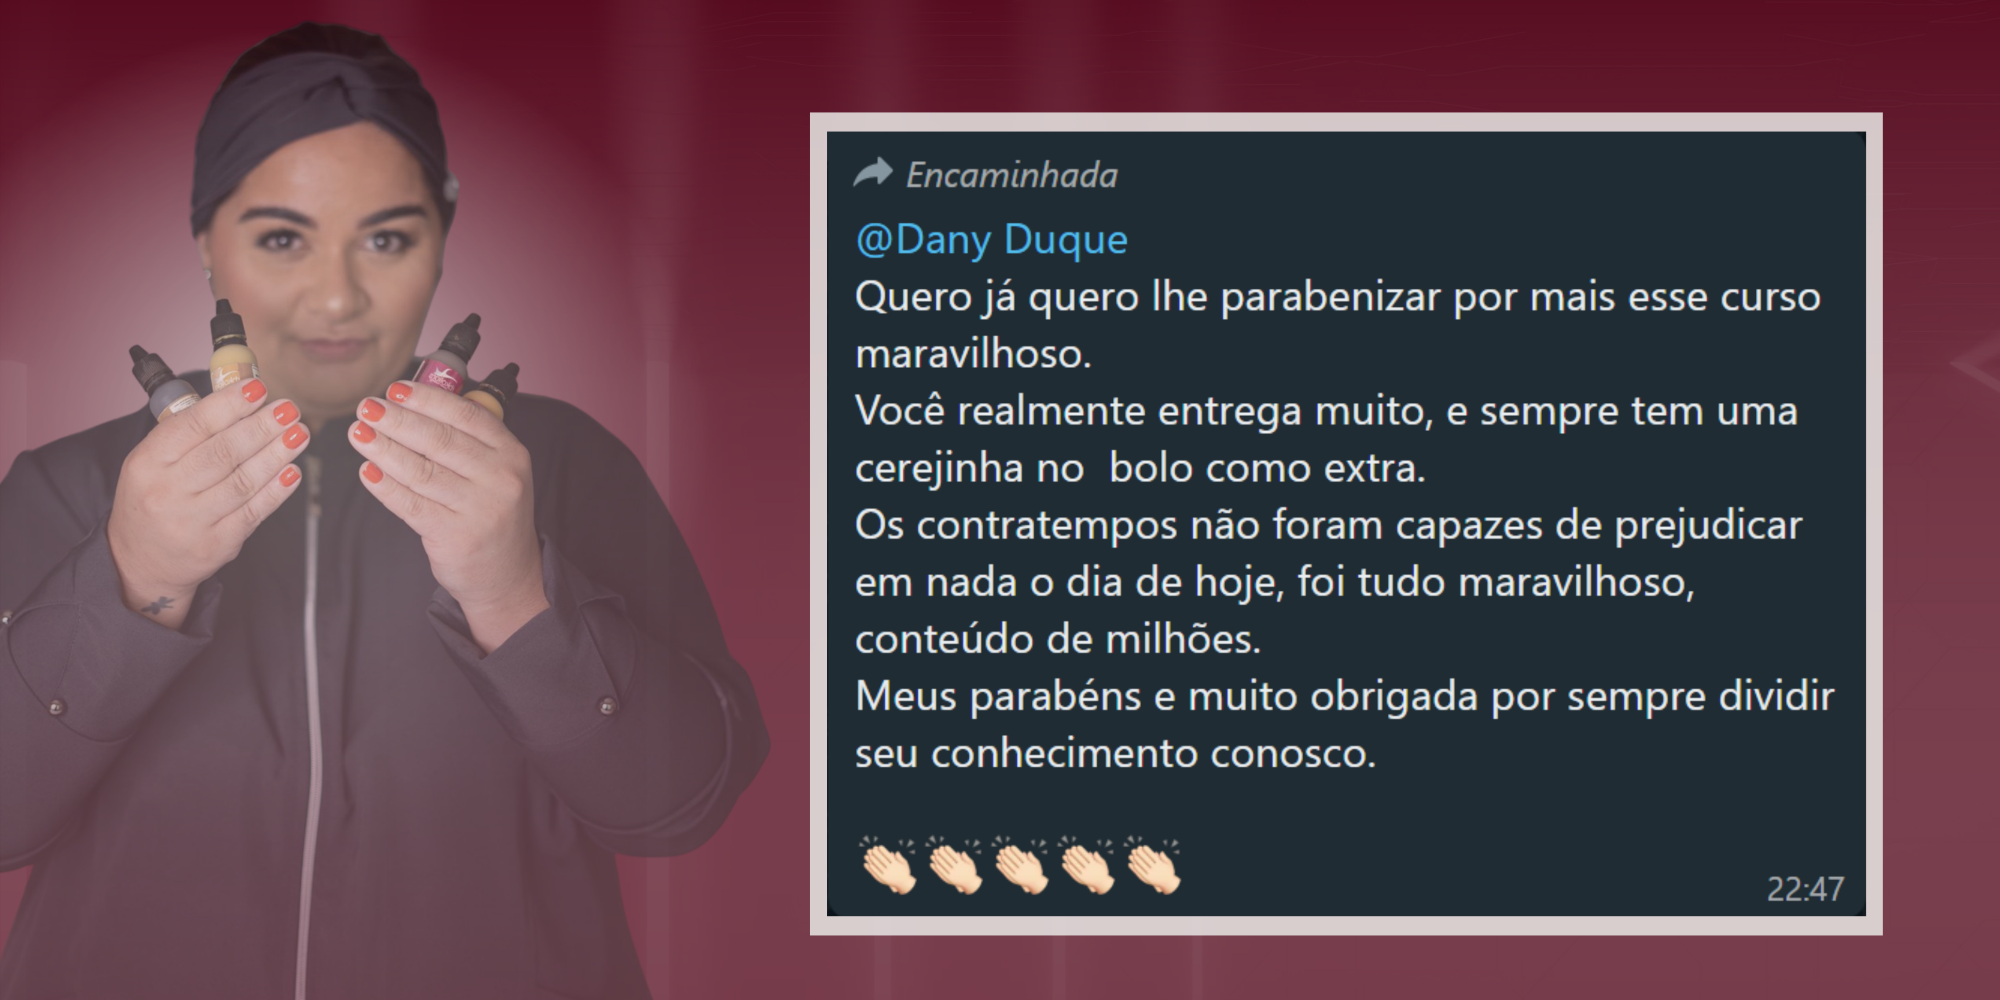 Encaminhada
@Dany Duque
Quero já quero lhe parabenizar por mais esse curso
maravilhoso.
Você realmente entrega muito, e sempre tem uma
cerejinha no  bolo como extra.
Os contratempos não foram capazes de prejudicar
em nada o dia de hoje, foi tudo maravilhoso,
conteúdo de milhões.
Meus parabéns e muito obrigada por sempre dividir
seu conhecimento conosco.
👏🏻👏🏻👏🏻👏🏻👏🏻
22:47